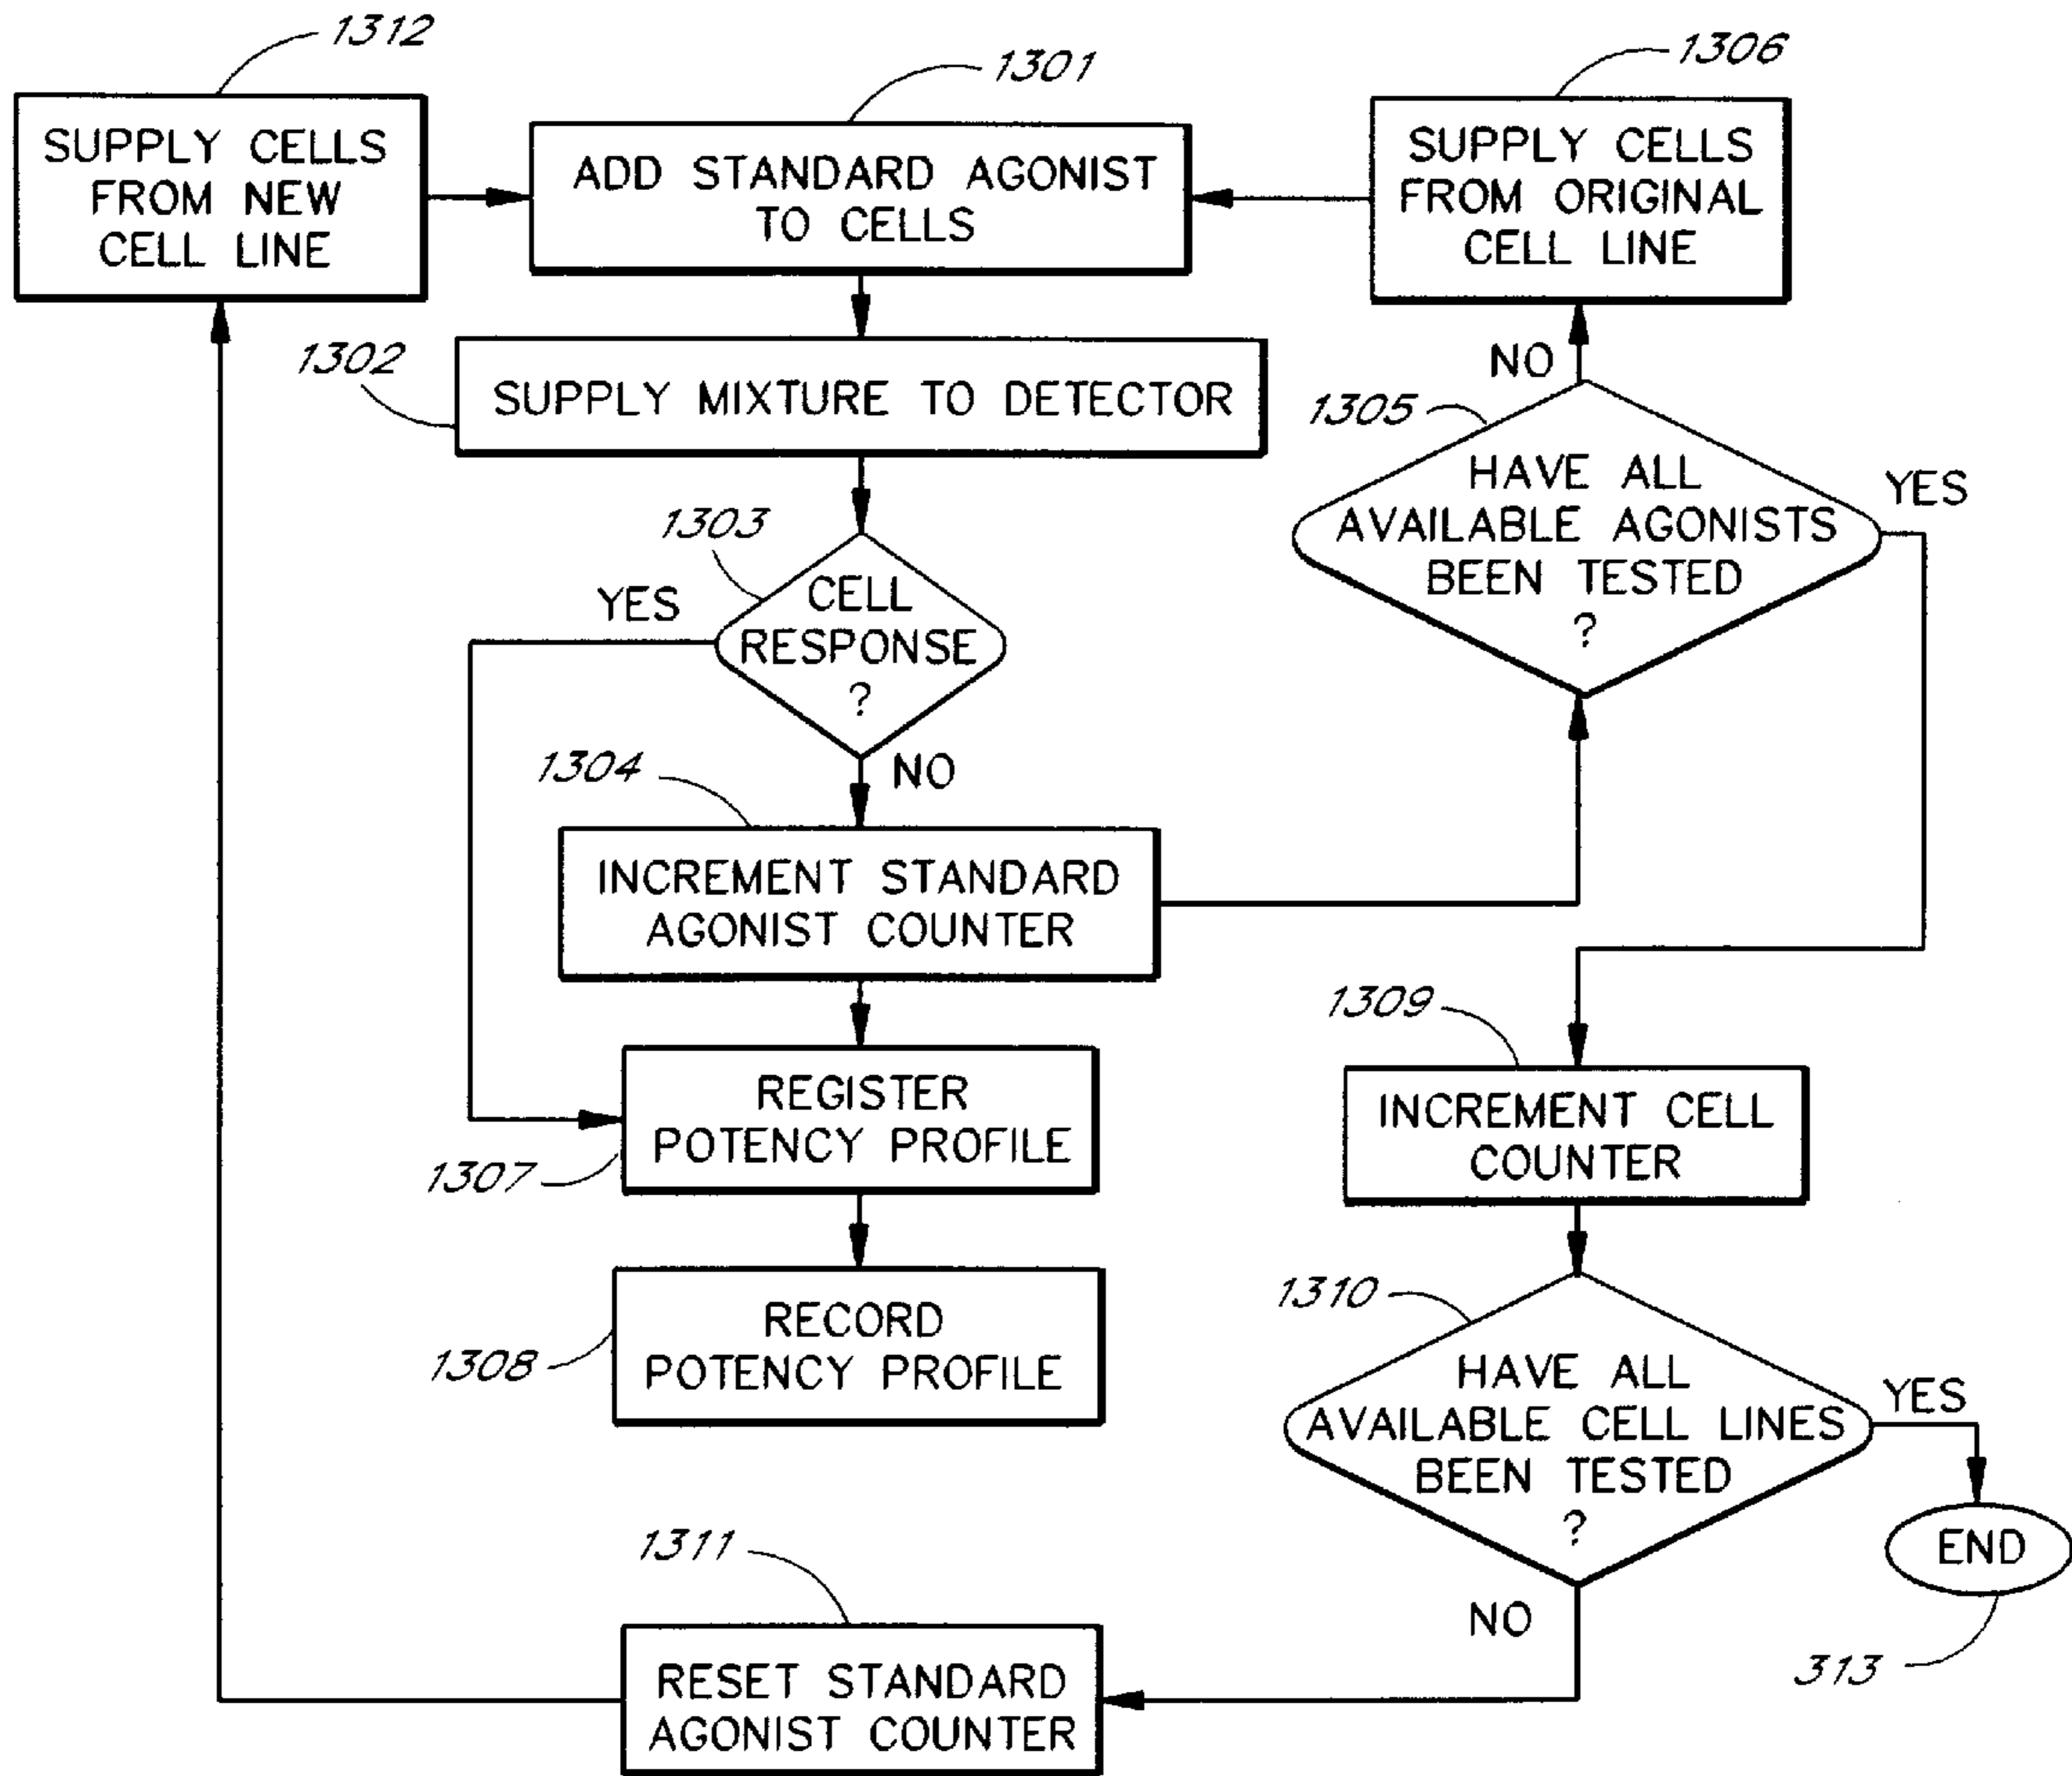 1312
SUPPLY CELLS
FROM NEW
CELL LINE
1301
ADD STANDARD AGONIST
TO CELLS
1306
SUPPLY CELLS
FROM ORIGINAL
CELL LINE
1302
SUPPLY MIXTURE TO DETECTOR
NO
1305
HAVE ALL
AVAILABLE AGONISTS
BEEN TESTED
?
YES
1303
CELL
RESPONSE
?
YES
NO
1304
INCREMENT STANDARD
AGONIST COUNTER
1307
REGISTER
POTENCY PROFILE
1309
INCREMENT CELL
COUNTER
1308
RECORD
POTENCY PROFILE
1310
HAVE ALL
AVAILABLE CELL LINES
BEEN TESTED
?
YES
END
313
NO
1311
RESET STANDARD
AGONIST COUNTER